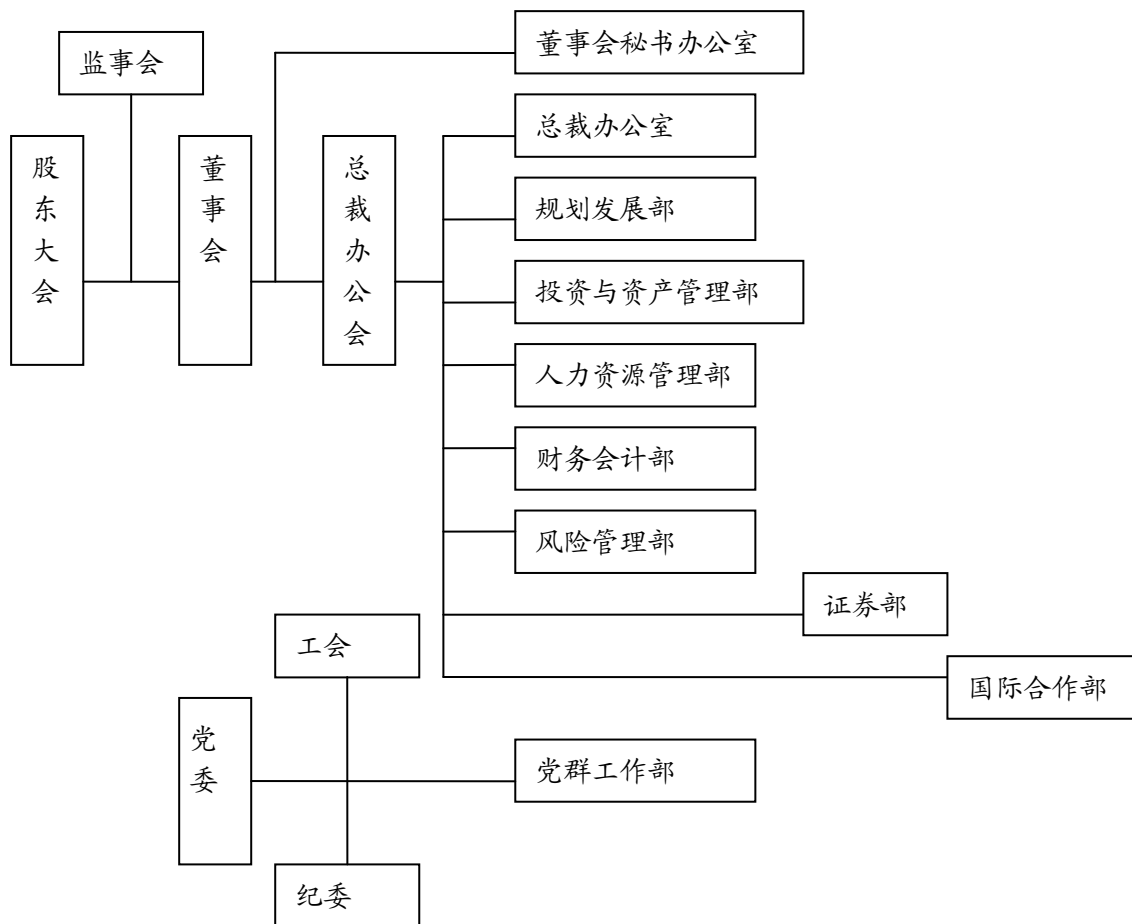 董事会秘书办公室
监事会
总裁办公室
股东大会
董事会
总裁办公会
规划发展部
投资与资产管理部
人力资源管理部
财务会计部
风险管理部
证券部
工会
国际合作部
党委
党群工作部
纪委